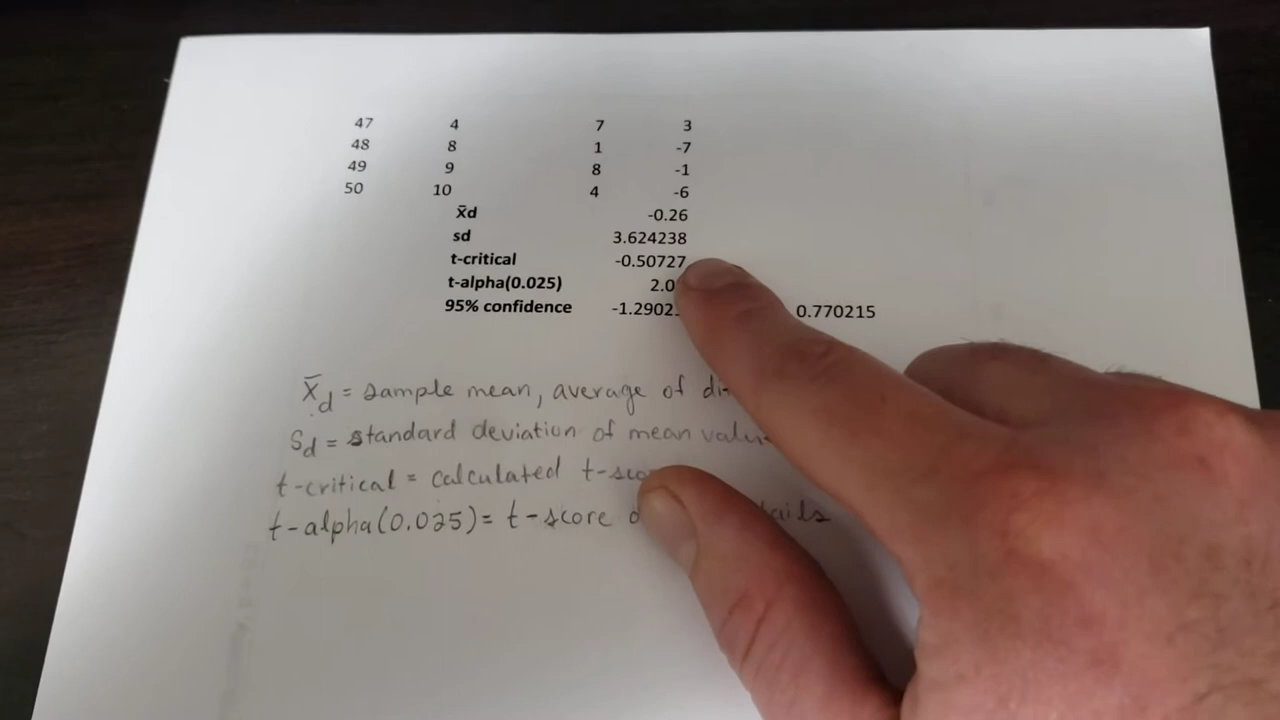 47 4 7 3
48 8 1 -7
49 9 8 -1
50 10 4 -6
x̄d -0.26
sd 3.624238
t-critical -0.50727
t-alpha(0.025)
95% confidence 0.770215
x̄d = sample mean, average of
Sd = standard deviation of mean
t-critical = calculated
t-alpha(0.025) = t-score